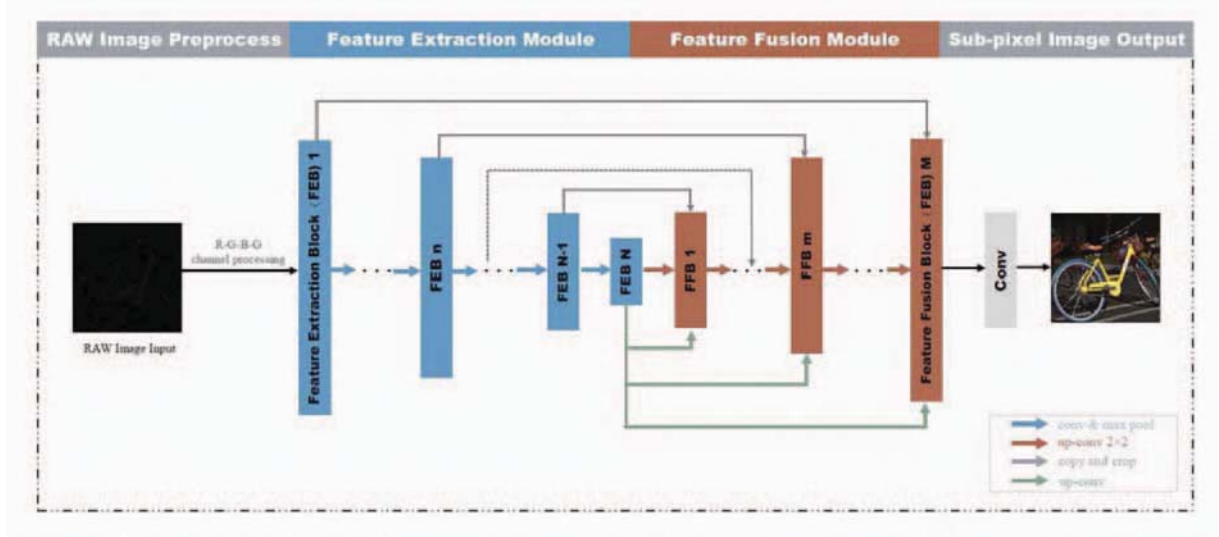 RAW Image Preprocess
Feature Extraction Module
Feature Fusion Module
Sub-pixel Image Output
R-G-B-G
channel processing
RAW Image Input
Feature Extraction Block (FEB) 1
FEB n
FEB N-1
FEB N
FFB 1
FFB m
Feature Fusion Block (FEB) M
Conv
conv & max pool
up-conv 2×2
copy and crop
up-conv